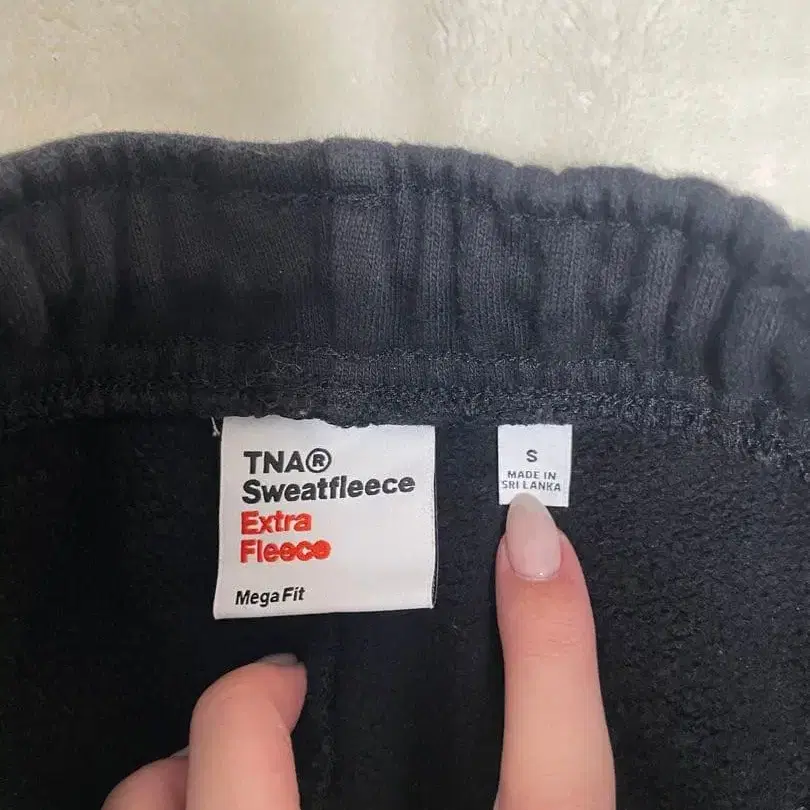 TNA®
Sweatfleece
Extra
Fleece
Mega Fit
S
MADE IN
SRI LANKA